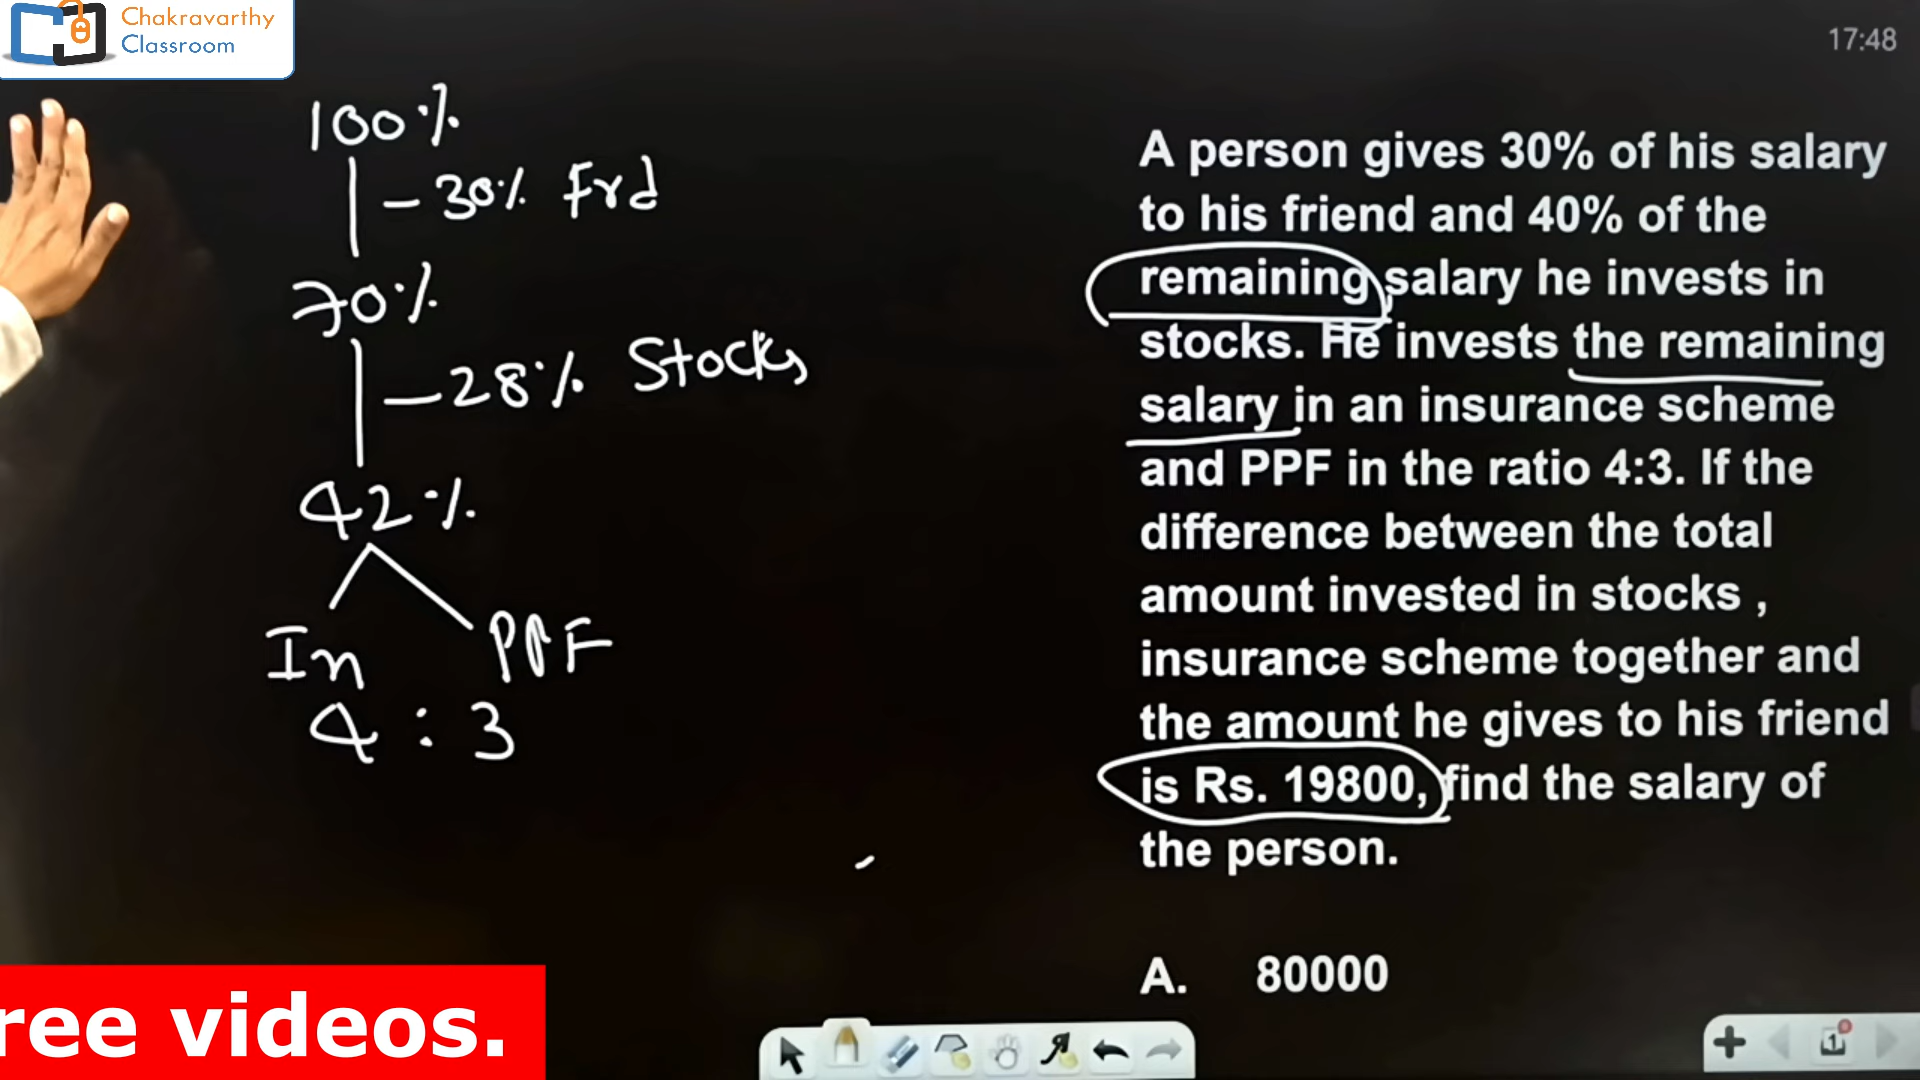 Chakravarthy
Classroom
17:48
100%
- 30% Frd
70%
- 28% Stocks
42%
In PPF
4 : 3
A person gives 30% of his salary
to his friend and 40% of the
remaining salary he invests in
stocks. He invests the remaining
salary in an insurance scheme
and PPF in the ratio 4:3. If the
difference between the total
amount invested in stocks ,
insurance scheme together and
the amount he gives to his friend
is Rs. 19800, find the salary of
the person.
A. 80000
ree videos.
1